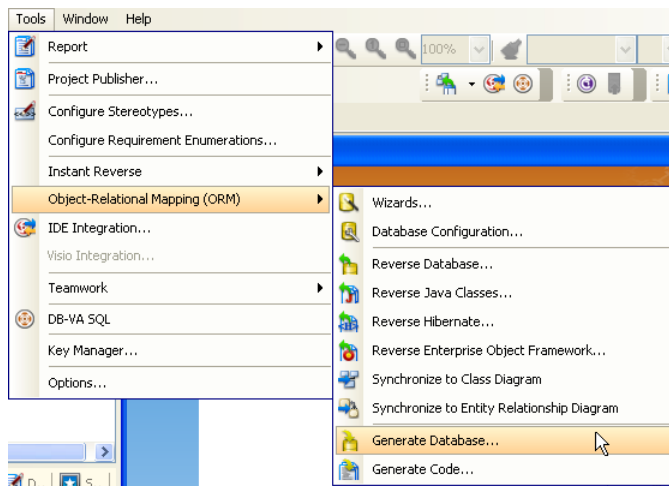 Tools Window Help
Report
100%
Project Publisher...
Configure Stereotypes...
Configure Requirement Enumerations...
Instant Reverse
Object-Relational Mapping (ORM)
Wizards...
IDE Integration...
Database Configuration...
Visio Integration...
Reverse Database...
Teamwork
Reverse Java Classes...
DB-VA SQL
Reverse Hibernate...
Key Manager...
Reverse Enterprise Object Framework...
Options...
Synchronize to Class Diagram
Synchronize to Entity Relationship Diagram
Generate Database...
Generate Code...